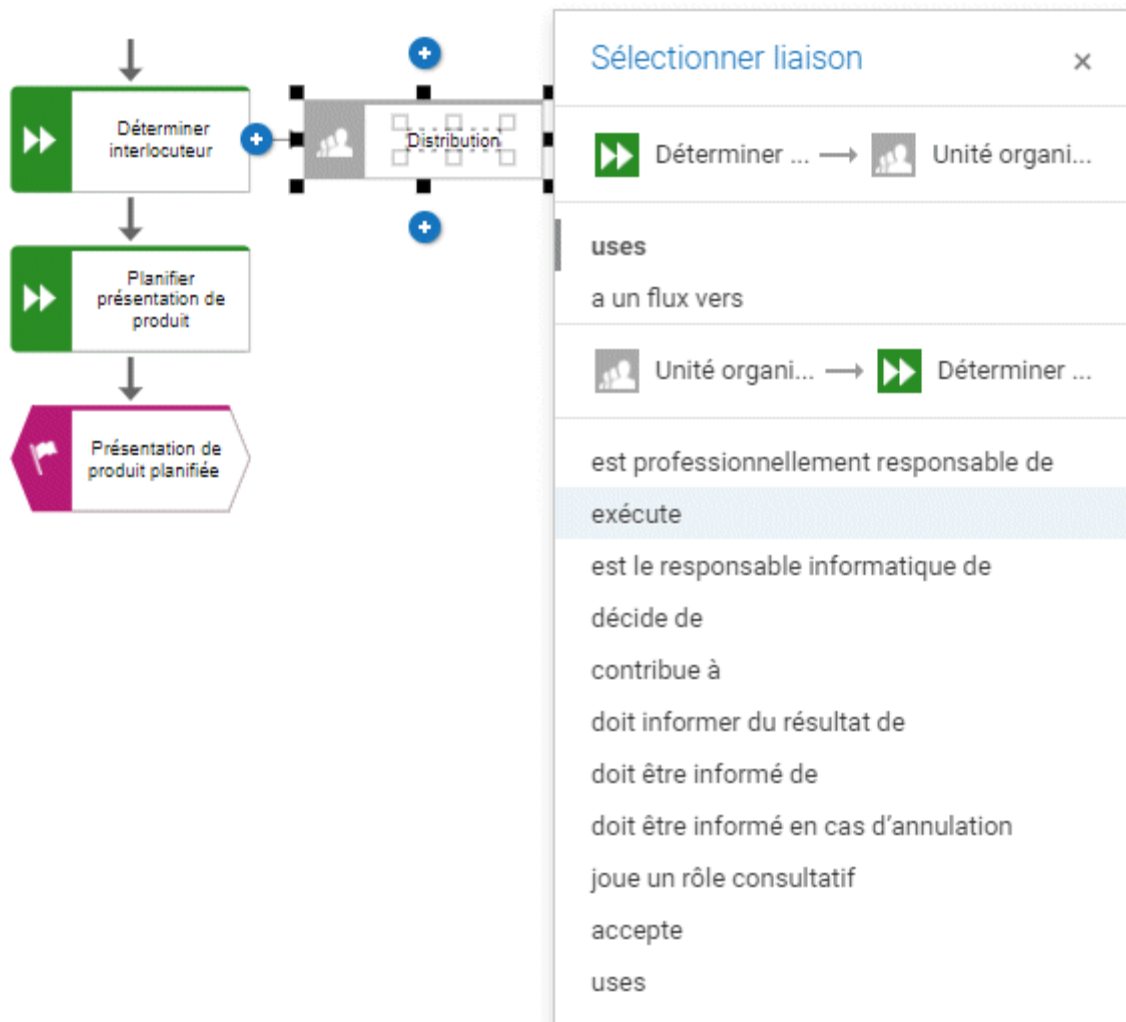 Déterminer
interlocuteur
Distribution
Planifier
présentation de
produit
Présentation de
produit planifiée
Sélectionner liaison
Déterminer ...
Unité organi...
uses
a un flux vers
Unité organi...
Déterminer ...
est professionnellement responsable de
exécute
est le responsable informatique de
décide de
contribue à
doit informer du résultat de
doit être informé de
doit être informé en cas d’annulation
joue un rôle consultatif
accepte
uses